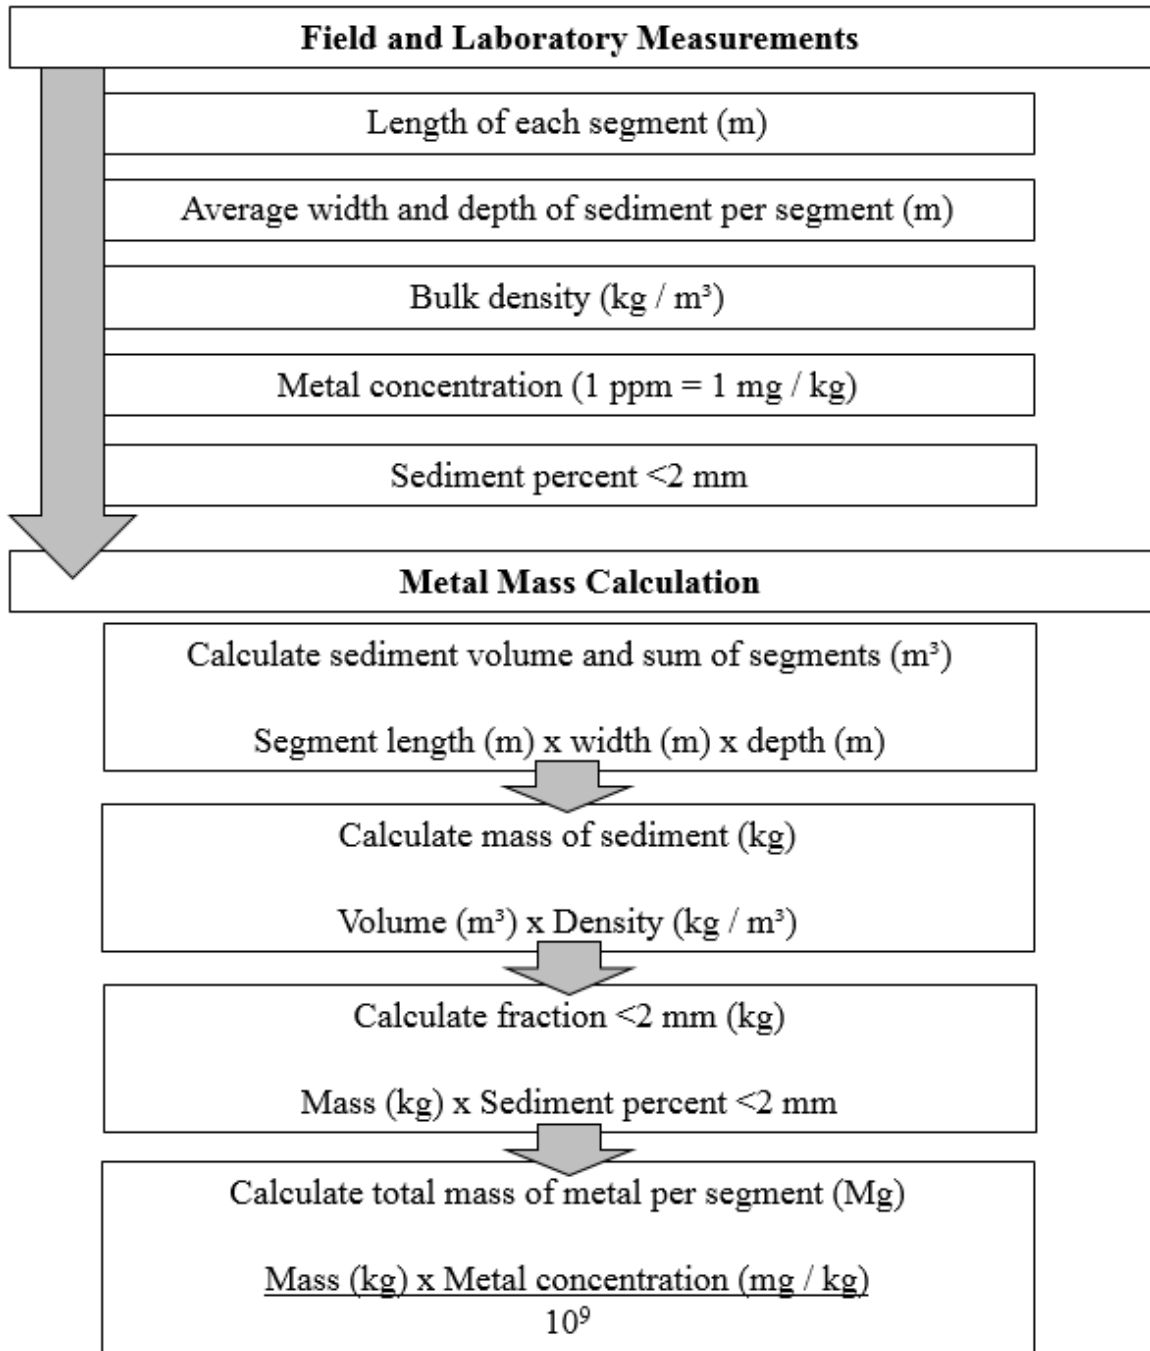 Field and Laboratory Measurements
Length of each segment (m)
Average width and depth of sediment per segment (m)
Bulk density (kg / m³)
Metal concentration (1 ppm = 1 mg / kg)
Sediment percent <2 mm
Metal Mass Calculation
Calculate sediment volume and sum of segments (m³)
Segment length (m) x width (m) x depth (m)
Calculate mass of sediment (kg)
Volume (m³) x Density (kg / m³)
Calculate fraction <2 mm (kg)
Mass (kg) x Sediment percent <2 mm
Calculate total mass of metal per segment (Mg)
Mass (kg) x Metal concentration (mg / kg)
10⁹